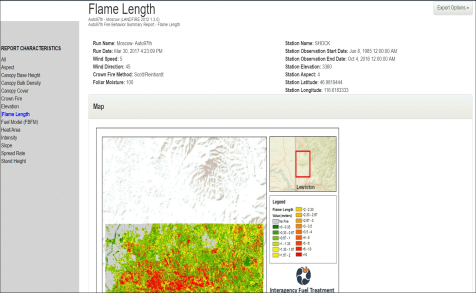 Flame Length
Export Options
Auto97th - Moscow (LANDFIRE 2012 1.3.0)
Auto97th Fire Behavior Summary Report - Flame Length
REPORT CHARACTERISTICS
All
Aspect
Canopy Base Height
Canopy Bulk Density
Canopy Cover
Crown Fire
Elevation
Flame Length
Fuel Model (FBFM)
Heat/Area
Intensity
Slope
Spread Rate
Stand Height
Run Name: Moscow- Auto97th
Run Date: Mar 30, 2017 4:23:09 PM
Wind Speed: 5
Wind Direction: 45
Crown Fire Method: Scott/Reinhardt
Foliar Moisture: 100
Station Name: SHOCK
Station Observation Start Date: Jun 8, 1985 12:00:00 AM
Station Observation End Date: Oct 4, 2016 12:00:00 AM
Station Elevation: 3360
Station Aspect: 4
Station Latitude: 46.9819444
Station Longitude: 116.6163333
Map
Lewiston
Legend
Flame Length
Value (meters)
No Fire
Interagency Fuel Treatment